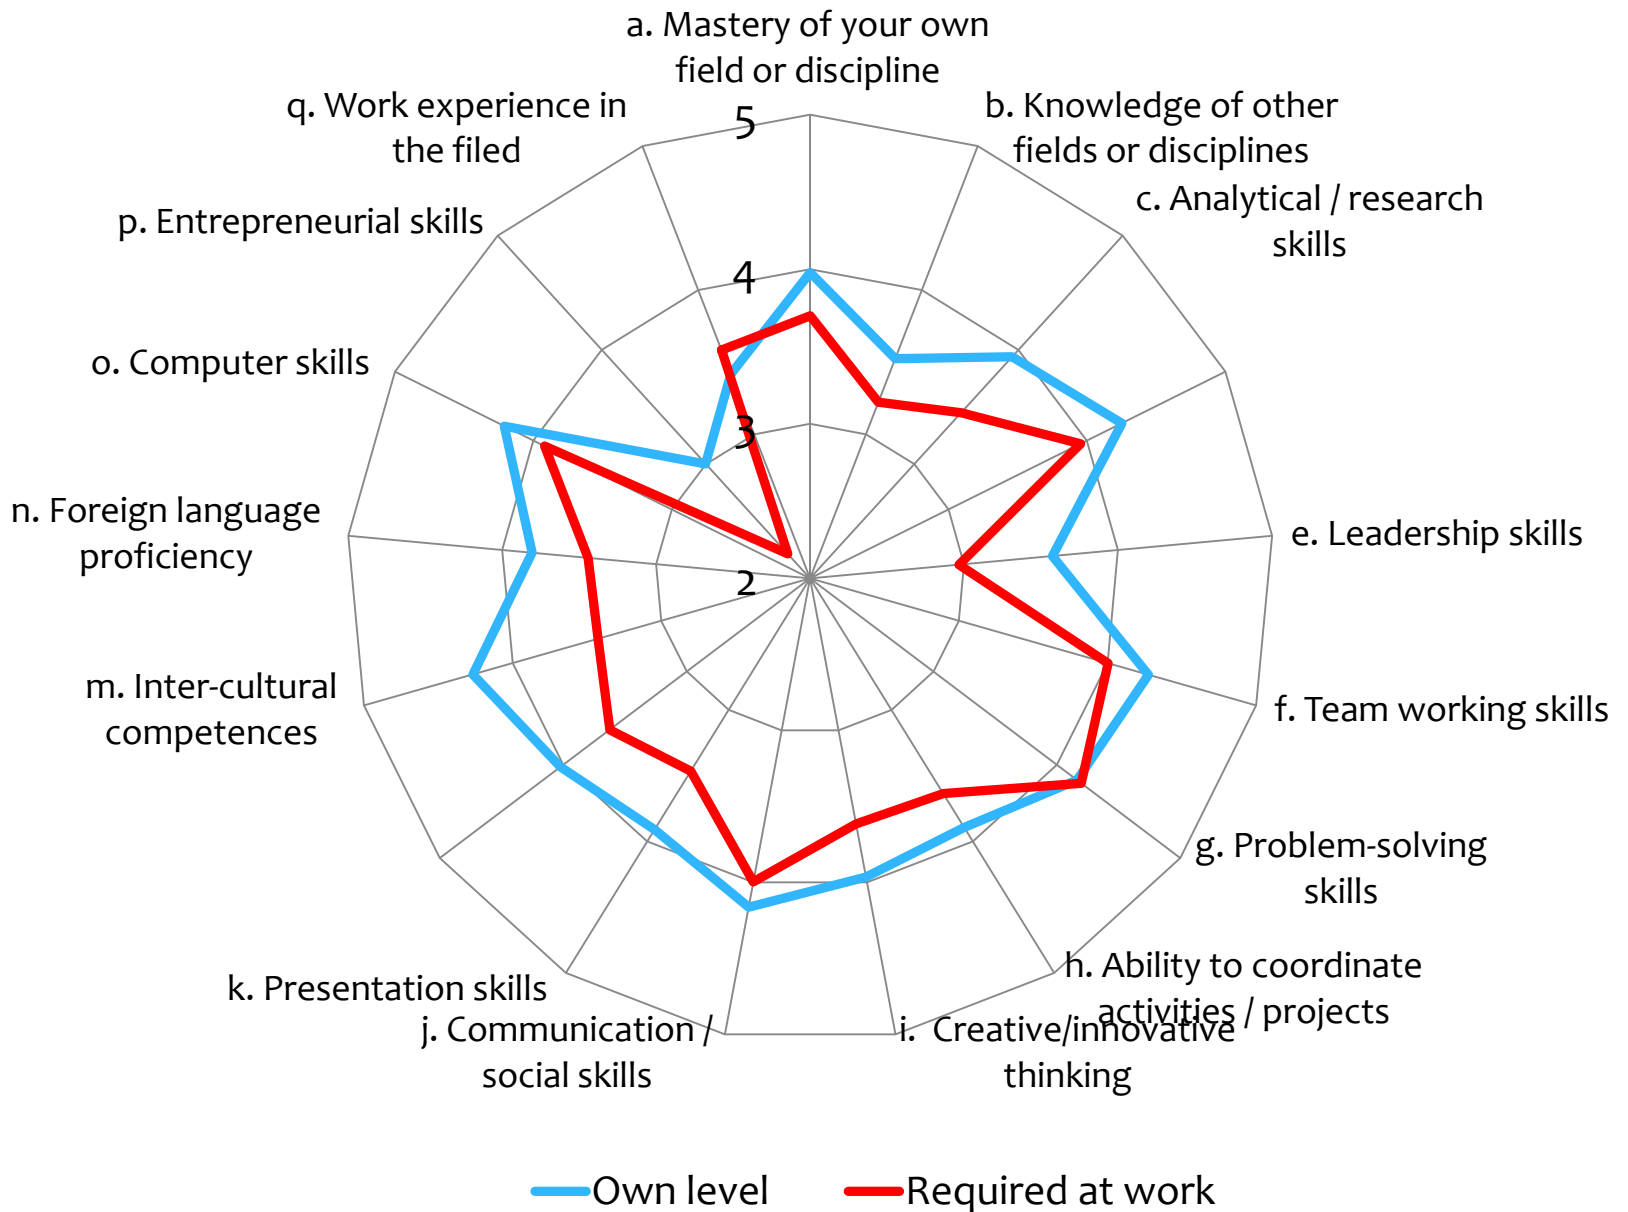 a. Mastery of your own
field or discipline
b. Knowledge of other
fields or disciplines
c. Analytical / research
skills
e. Leadership skills
f. Team working skills
g. Problem-solving
skills
h. Ability to coordinate
activities / projects
i. Creative/innovative
thinking
j. Communication /
social skills
k. Presentation skills
m. Inter-cultural
competences
n. Foreign language
proficiency
o. Computer skills
p. Entrepreneurial skills
q. Work experience in
the filed
5
4
3
2
Own level
Required at work